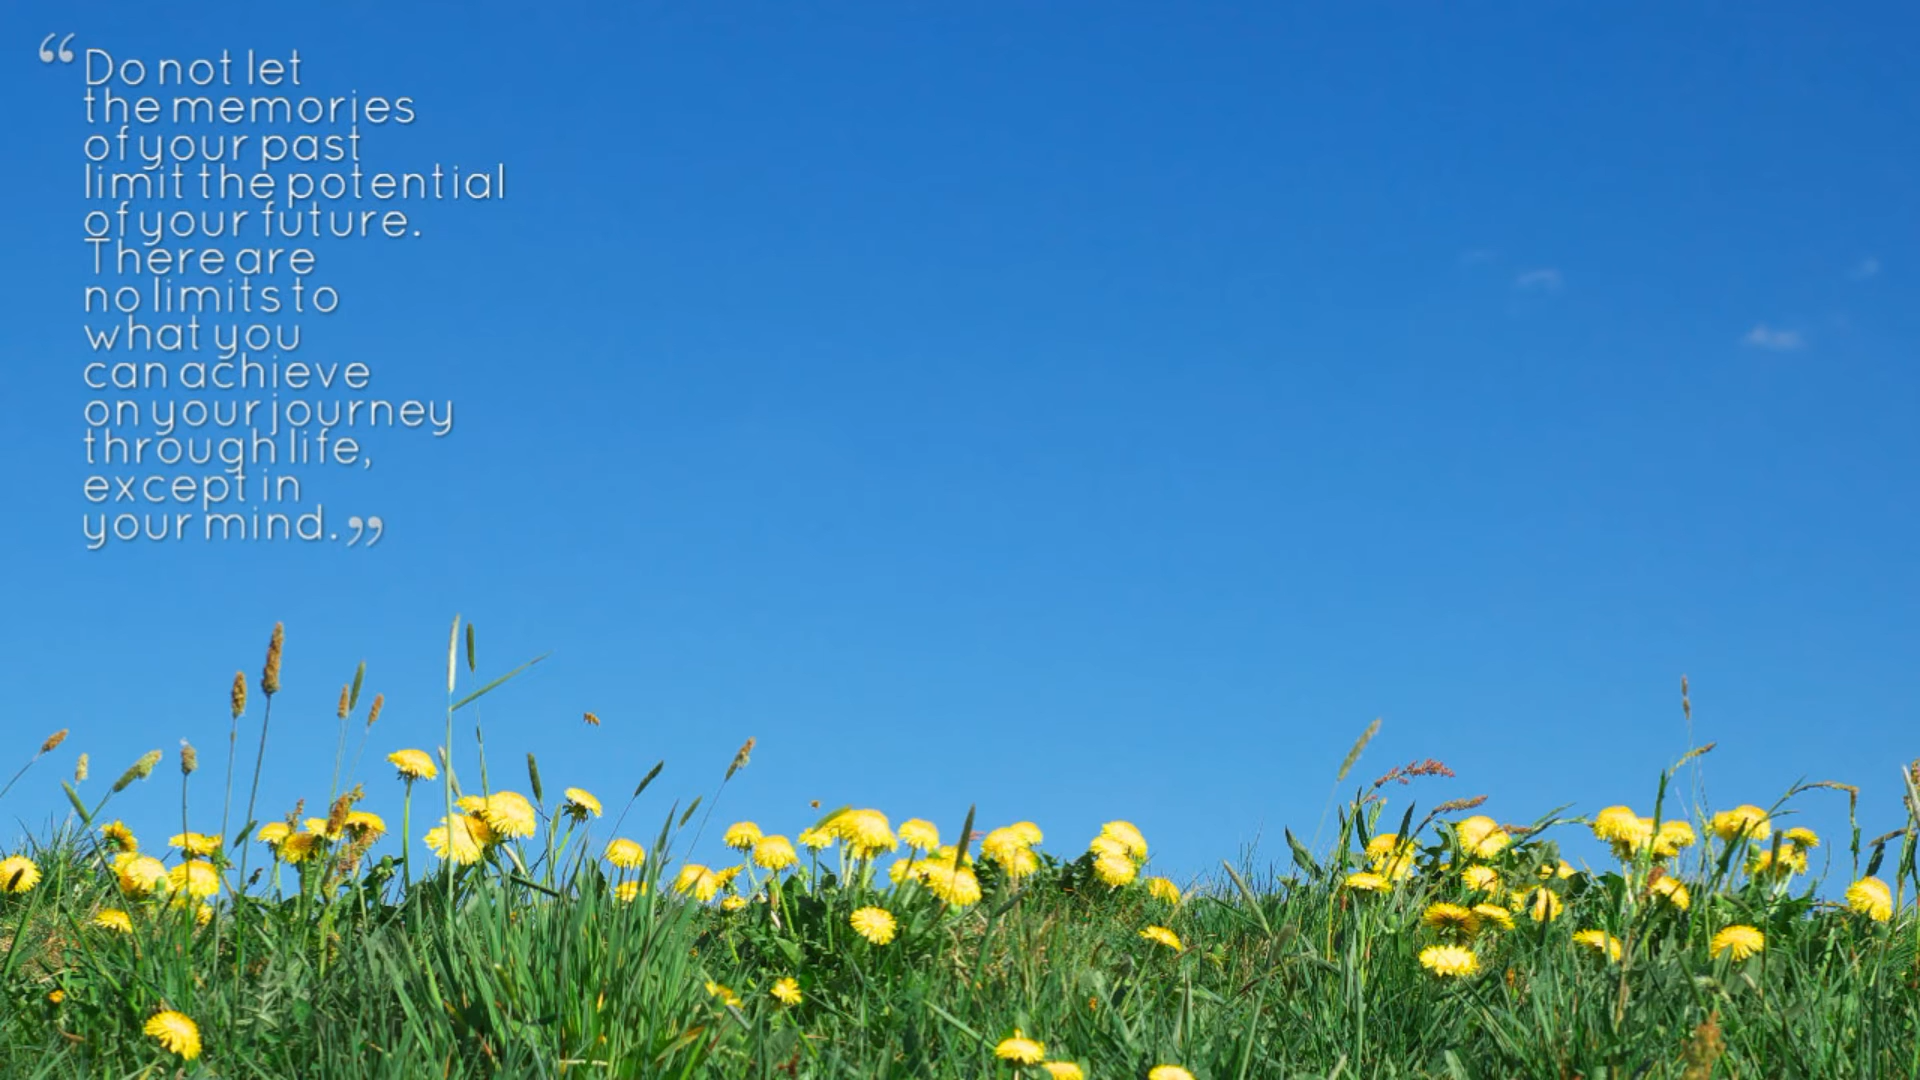 “Do not let
the memories
of your past
limit the potential
of your future.
There are
no limits to
what you
can achieve
on your journey
through life,
except in
your mind.”